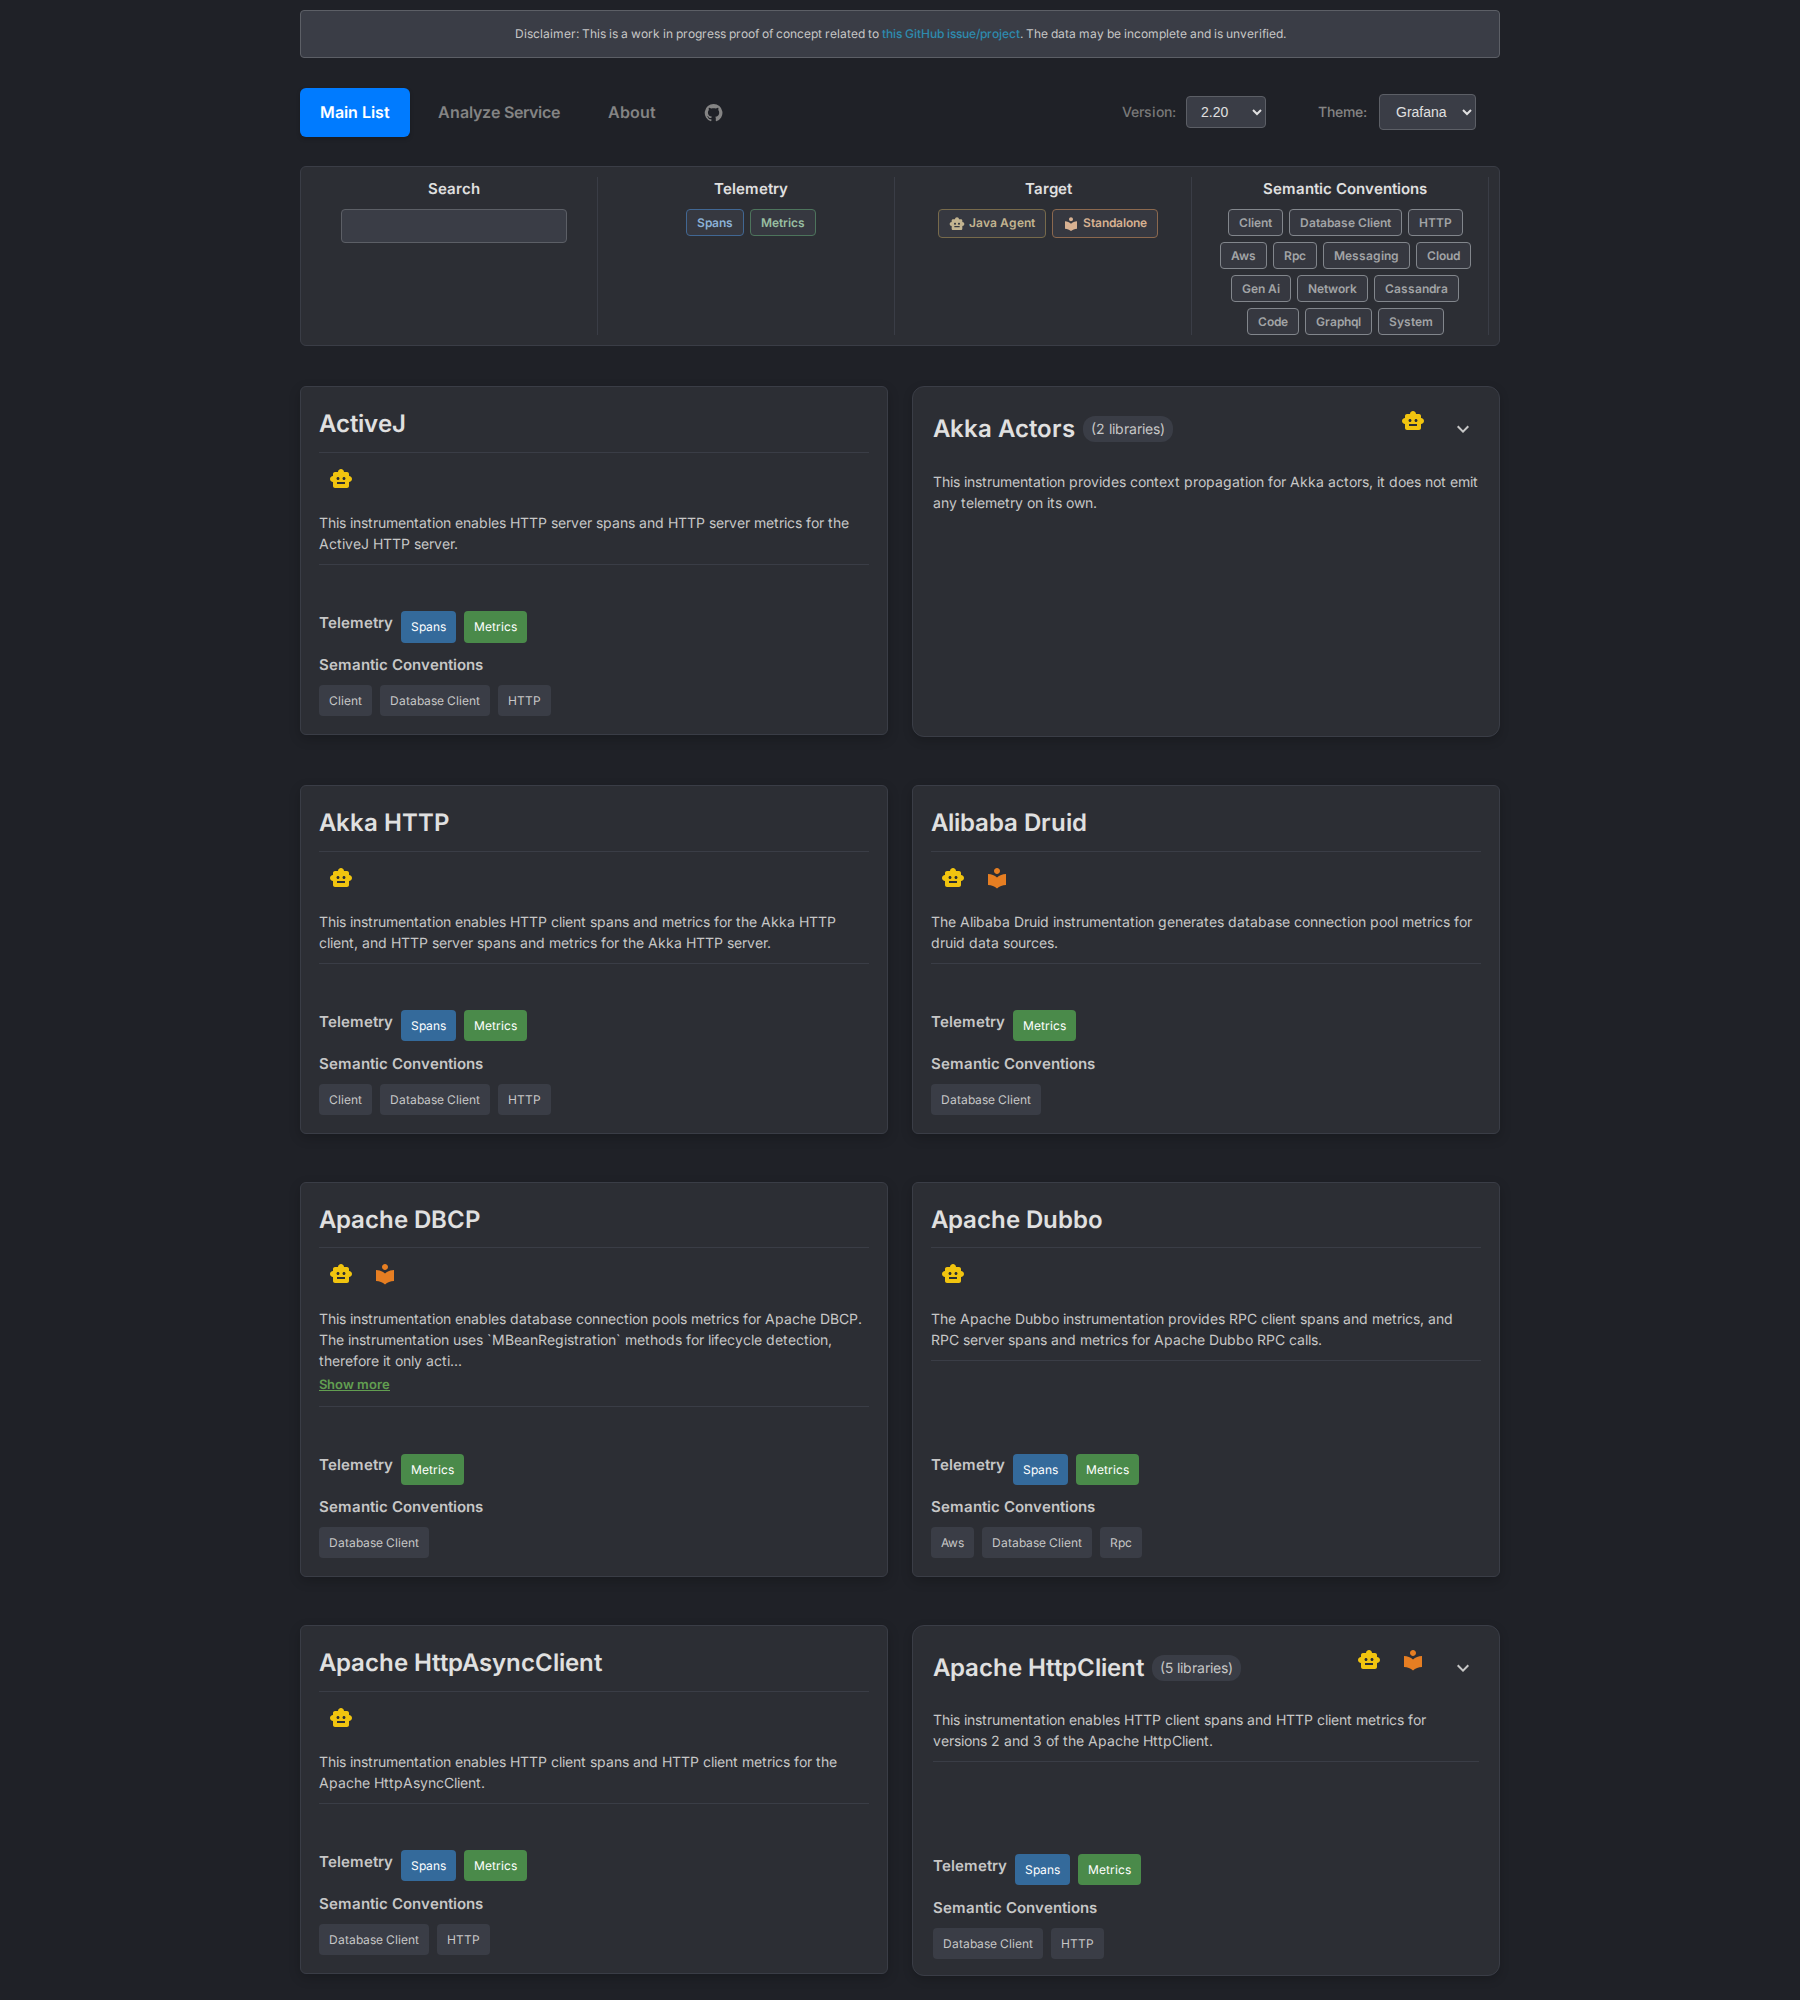 Disclaimer: This is a work in progress proof of concept related to this GitHub issue/project. The data may be incomplete and is unverified.
Main List
Analyze Service
About
Version:
2.20
Theme:
Grafana
Search
Telemetry
Spans
Metrics
Target
Java Agent
Standalone
Semantic Conventions
Client
Database Client
HTTP
Aws
Rpc
Messaging
Cloud
Gen Ai
Network
Cassandra
Code
Graphql
System
ActiveJ
This instrumentation enables HTTP server spans and HTTP server metrics for the
ActiveJ HTTP server.
Telemetry
Spans
Metrics
Semantic Conventions
Client
Database Client
HTTP
Akka Actors
(2 libraries)
This instrumentation provides context propagation for Akka actors, it does not emit
any telemetry on its own.
Akka HTTP
This instrumentation enables HTTP client spans and metrics for the Akka HTTP
client, and HTTP server spans and metrics for the Akka HTTP server.
Telemetry
Spans
Metrics
Semantic Conventions
Client
Database Client
HTTP
Alibaba Druid
The Alibaba Druid instrumentation generates database connection pool metrics for
druid data sources.
Telemetry
Metrics
Semantic Conventions
Database Client
Apache DBCP
This instrumentation enables database connection pools metrics for Apache DBCP.
The instrumentation uses `MBeanRegistration` methods for lifecycle detection,
therefore it only acti...
Show more
Telemetry
Metrics
Semantic Conventions
Database Client
Apache Dubbo
The Apache Dubbo instrumentation provides RPC client spans and metrics, and
RPC server spans and metrics for Apache Dubbo RPC calls.
Telemetry
Spans
Metrics
Semantic Conventions
Aws
Database Client
Rpc
Apache HttpAsyncClient
This instrumentation enables HTTP client spans and HTTP client metrics for the
Apache HttpAsyncClient.
Telemetry
Spans
Metrics
Semantic Conventions
Database Client
HTTP
Apache HttpClient
(5 libraries)
This instrumentation enables HTTP client spans and HTTP client metrics for
versions 2 and 3 of the Apache HttpClient.
Telemetry
Spans
Metrics
Semantic Conventions
Database Client
HTTP